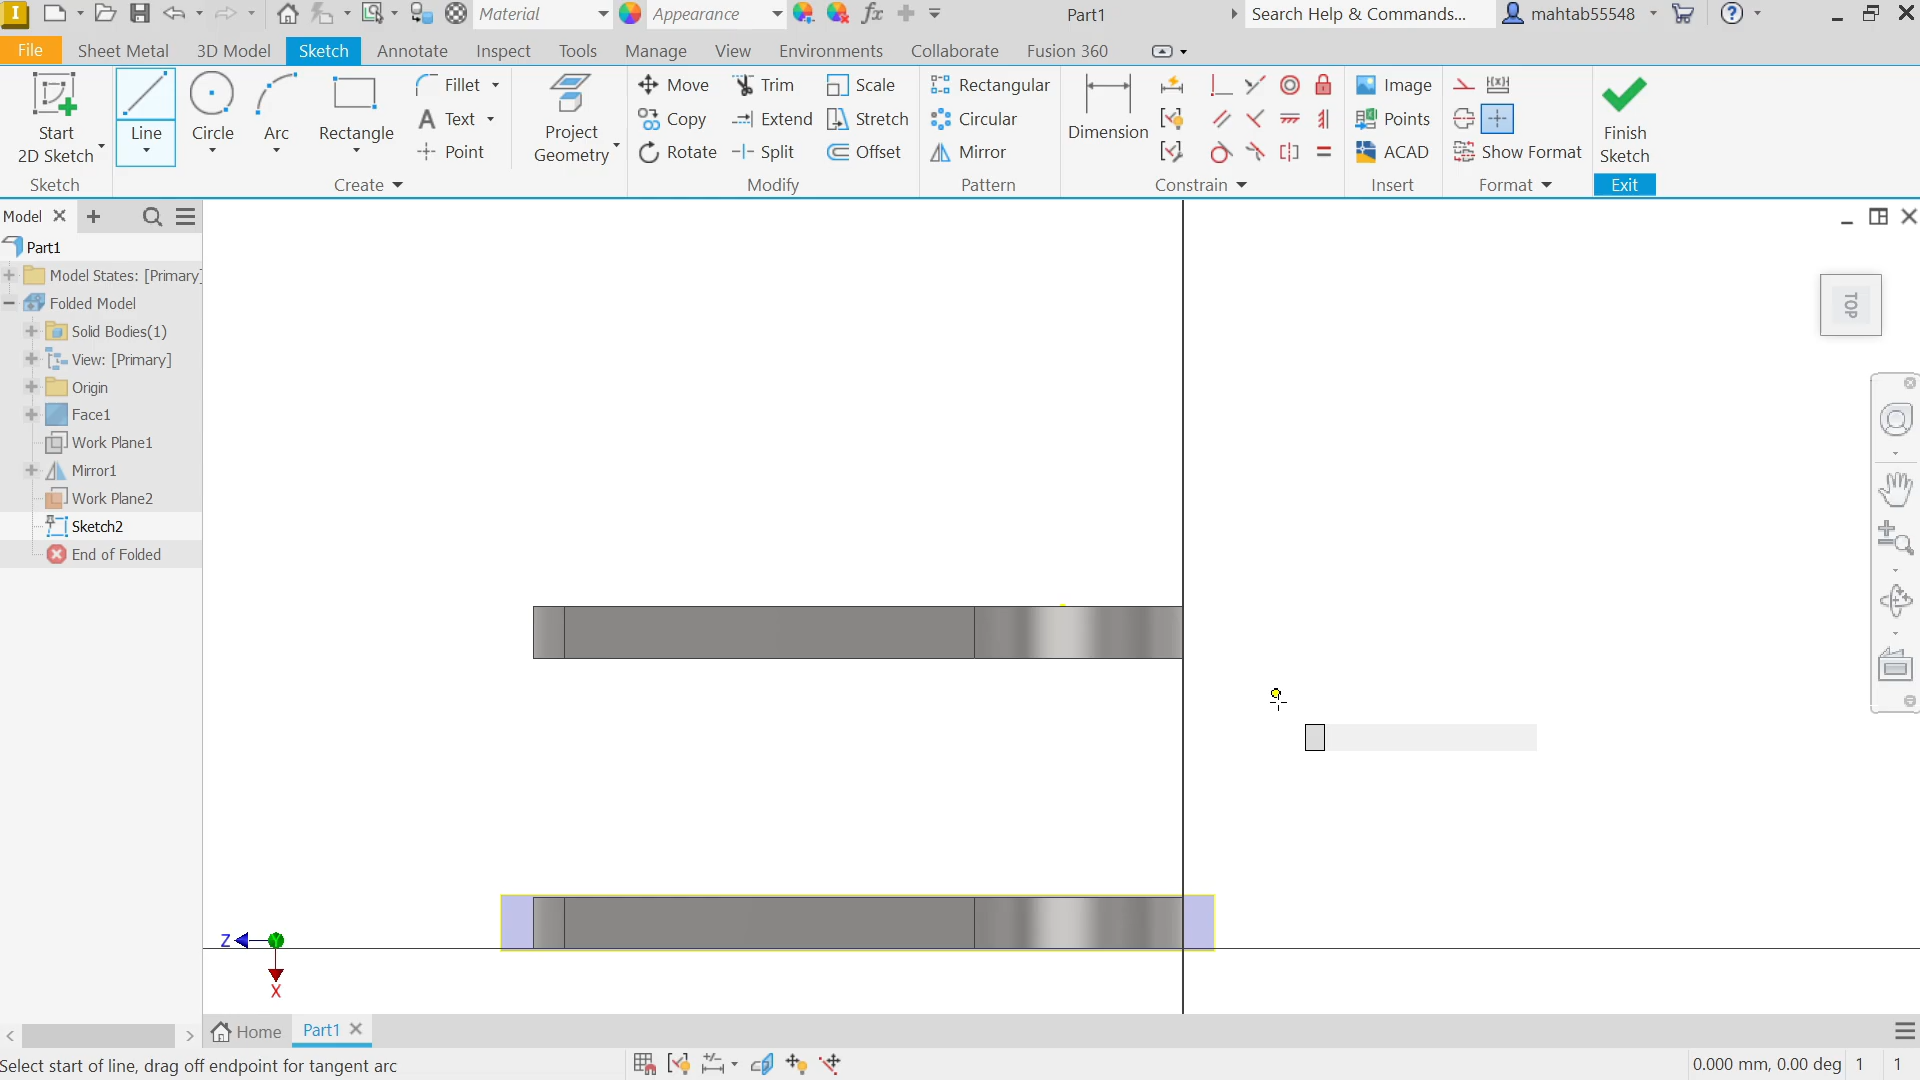 Material
Appearance
Part1
Search Help & Commands...
mahtab55548
File
Sheet Metal
3D Model
Sketch
Annotate
Inspect
Tools
Manage
View
Environments
Collaborate
Fusion 360
Start
2D Sketch
Line
Circle
Arc
Rectangle
Fillet
Text
Point
Project
Geometry
Move
Copy
Rotate
Trim
Extend
Split
Scale
Stretch
Offset
Rectangular
Circular
Mirror
Dimension
Image
Points
ACAD
Show Format
Finish
Sketch
Sketch
Create
Modify
Pattern
Constrain
Insert
Format
Exit
Model
Part1
Model States: [Primary]
Folded Model
Solid Bodies(1)
View: [Primary]
Origin
Face1
Work Plane1
Mirror1
Work Plane2
Sketch2
End of Folded
TOP
Z
X
Home
Part1
Select start of line, drag off endpoint for tangent arc
0.000 mm, 0.00 deg
1
1